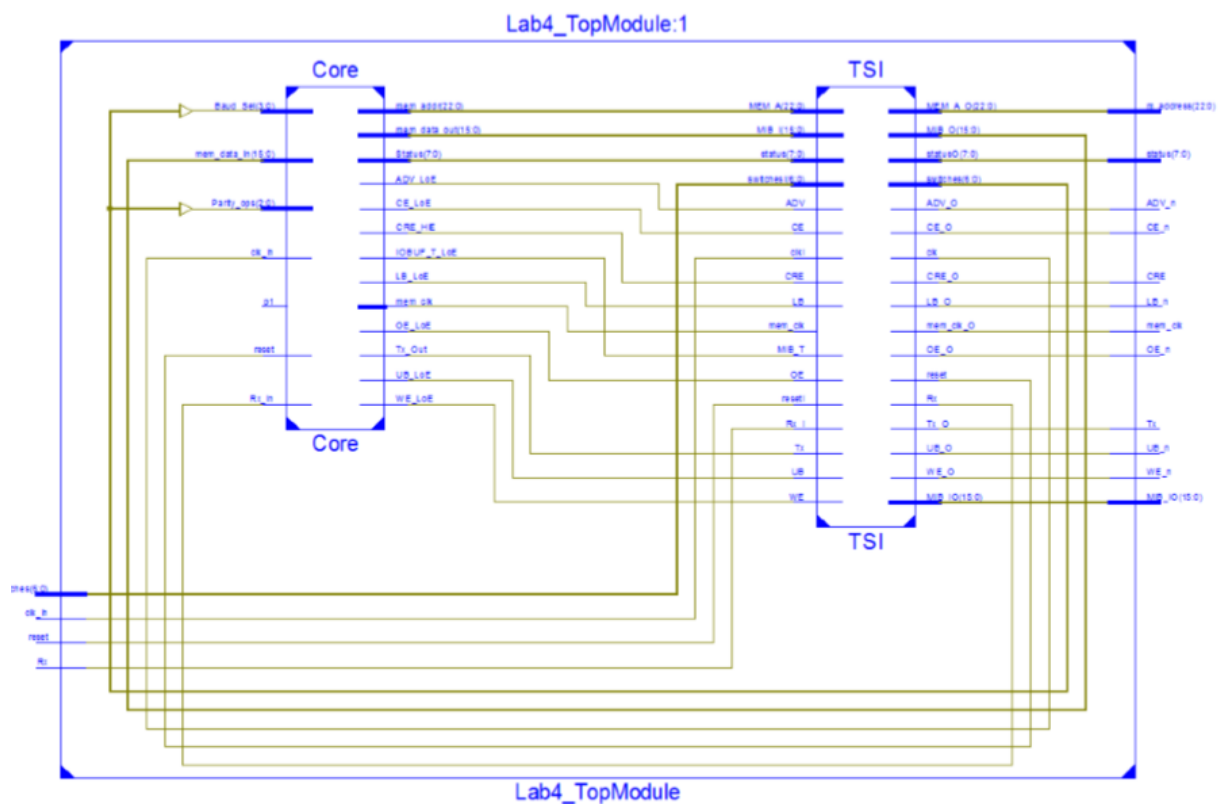 Lab4_TopModule:1
Core
TSI
Baud_Sel(3:0)
mem_data_in(15:0)
Parity_ops(2:0)
clk_in
reset
Rx_in
mem_addr(22:0)
mem_data_out(15:0)
Status(7:0)
ADV_LoE
CE_LoE
CRE_HiE
IOBUF_T_LoE
LB_LoE
mem_clk
OE_LoE
Tx_Out
UB_LoE
WE_LoE
Core
MEM_A(22:0)
MIB_I(15:0)
status(7:0)
switchesI(6:0)
ADV
CE
clkI
CRE
LB
mem_clk
MIB_T
OE
resetI
Rx_I
Tx
UB
WE
MEM_A_O(22:0)
MIB_O(15:0)
statusO(7:0)
switches(6:0)
ADV_O
CE_O
clk
CRE_O
LB_O
mem_clk_O
OE_O
reset
Rx
Tx_O
UB_O
WE_O
MIB_IO(15:0)
TSI
status(7:0)
ADV_n
CE_n
CRE
LB_n
mem_clk
OE_n
Tx
UB_n
WE_n
MIB_IO(15:0)
clk_in
reset
Rx
Lab4_TopModule